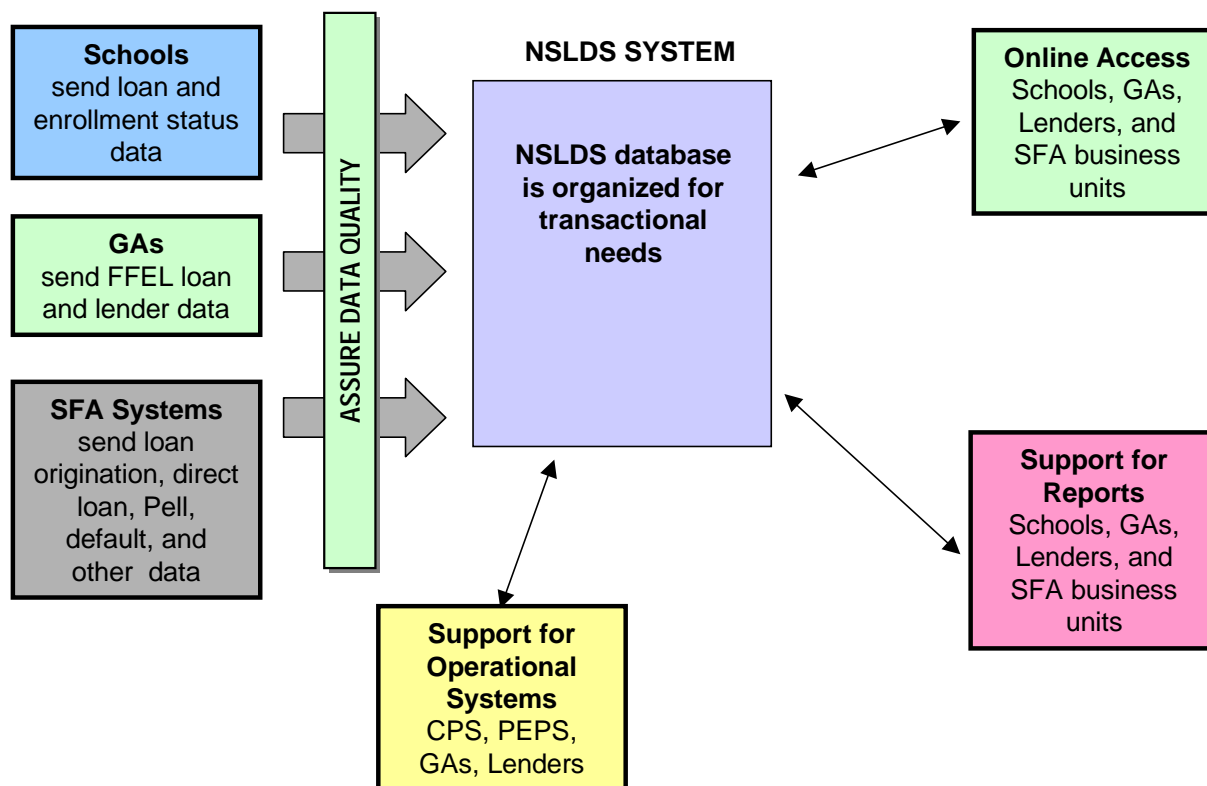 Schools
send loan and
enrollment status
data
GAs
send FFEL loan
and lender data
SFA Systems
send loan
origination, direct
loan, Pell,
default, and
other data
ASSURE DATA QUALITY
NSLDS SYSTEM
NSLDS database
is organized for
transactional
needs
Online Access
Schools, GAs,
Lenders, and
SFA business
units
Support for
Reports
Schools, GAs,
Lenders, and
SFA business
units
Support for
Operational
Systems
CPS, PEPS,
GAs, Lenders